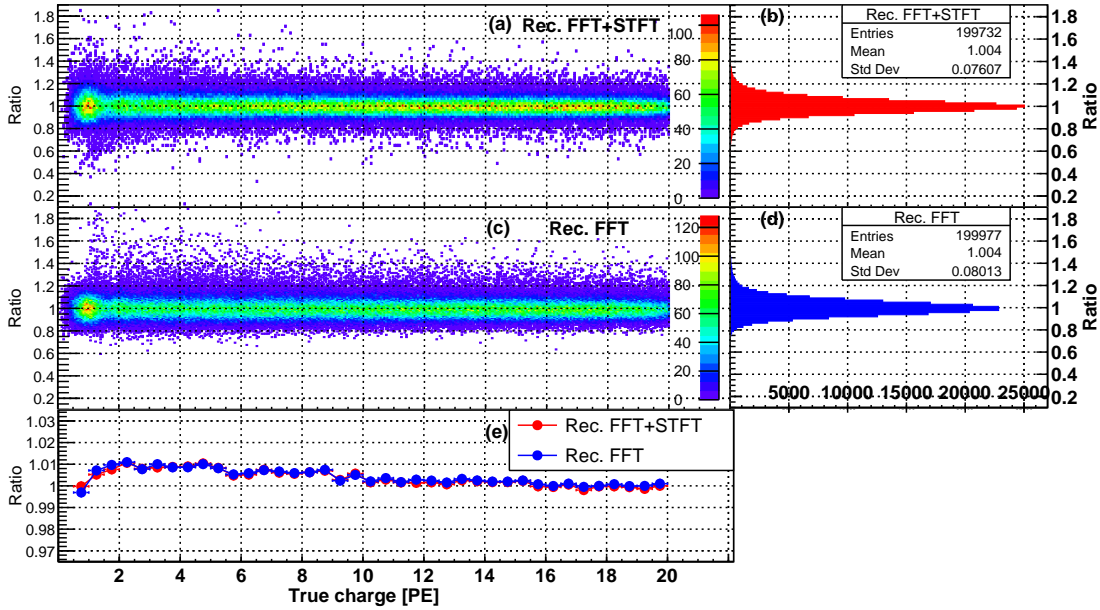 (a) Rec. FFT+STFT
Ratio
1.8
1.6
1.4
1.2
1
0.8
0.6
0.4
0.2
100
80
60
40
20
0
(b)
Rec. FFT+STFT
Entries 199732
Mean 1.004
Std Dev 0.07607
1.8
1.6
1.4
1.2
1
0.8
0.6
0.4
0.2
Ratio
(c) Rec. FFT
Ratio
1.8
1.6
1.4
1.2
1
0.8
0.6
0.4
0.2
120
100
80
60
40
20
0
(d)
Rec. FFT
Entries 199977
Mean 1.004
Std Dev 0.08013
1.8
1.6
1.4
1.2
1
0.8
0.6
0.4
0.2
Ratio
5000 10000 15000 20000 25000
(e)
Rec. FFT+STFT
Rec. FFT
Ratio
1.03
1.02
1.01
1
0.99
0.98
0.97
2 4 6 8 10 12 14 16 18 20
True charge [PE]